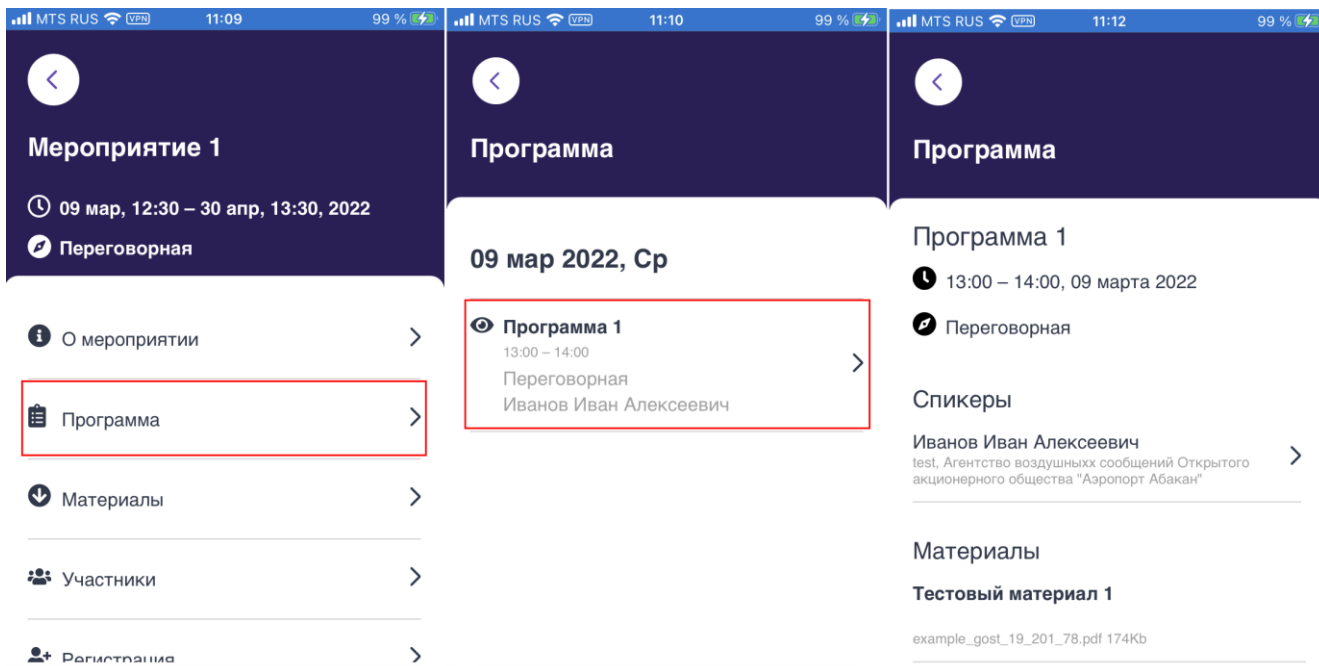 MTS RUS VPN 11:09 99 %
Мероприятие 1
09 мар, 12:30 – 30 апр, 13:30, 2022
Переговорная
О мероприятии
Программа
Материалы
Участники
Регистрация
MTS RUS VPN 11:10 99 %
Программа
09 мар 2022, Ср
Программа 1
13:00 – 14:00
Переговорная
Иванов Иван Алексеевич
MTS RUS VPN 11:12 99 %
Программа
Программа 1
13:00 – 14:00, 09 марта 2022
Переговорная
Спикеры
Иванов Иван Алексеевич
test, Агентство воздушныхх сообщений Открытого
акционерного общества "Аэропорт Абакан"
Материалы
Тестовый материал 1
example_gost_19_201_78.pdf 174Kb